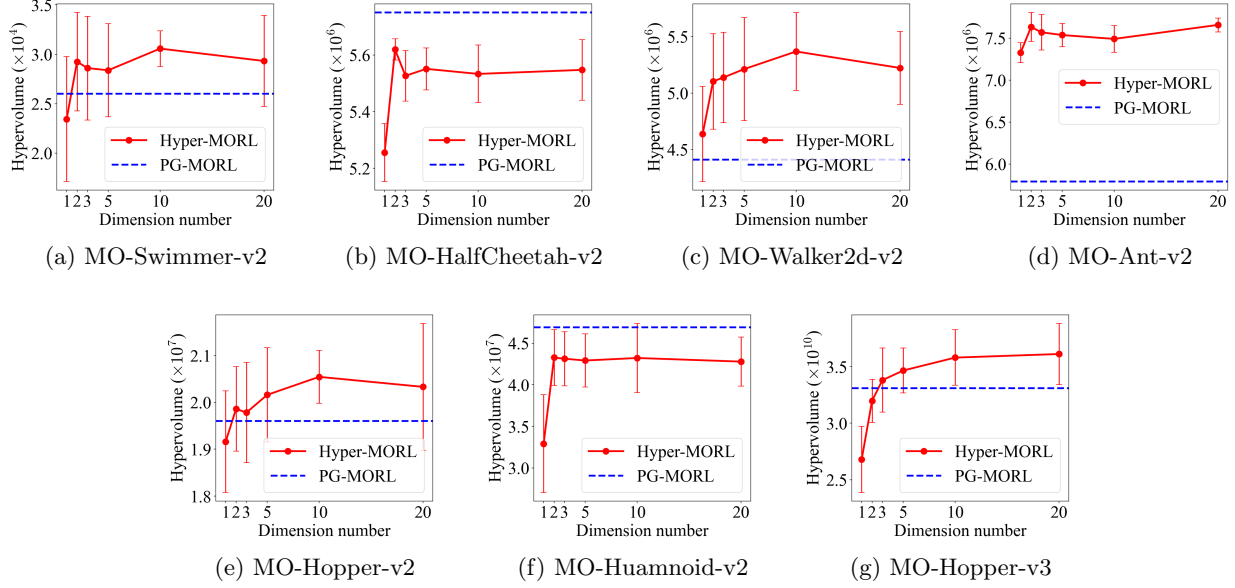 3.5
3.0
2.5
2.0
Hypervolume (×10⁴)
Hyper-MORL
PG-MORL
1 2 3 5 10 20
Dimension number
(a) MO-Swimmer-v2
5.6
5.4
5.2
Hypervolume (×10⁶)
Hyper-MORL
PG-MORL
1 2 3 5 10 20
Dimension number
(b) MO-HalfCheetah-v2
5.5
5.0
4.5
Hypervolume (×10⁶)
Hyper-MORL
PG-MORL
1 2 3 5 10 20
Dimension number
(c) MO-Walker2d-v2
7.5
7.0
6.5
6.0
Hypervolume (×10⁶)
Hyper-MORL
PG-MORL
1 2 3 5 10 20
Dimension number
(d) MO-Ant-v2
2.1
2.0
1.9
1.8
Hypervolume (×10⁷)
Hyper-MORL
PG-MORL
1 2 3 5 10 20
Dimension number
(e) MO-Hopper-v2
4.5
4.0
3.5
3.0
Hypervolume (×10⁷)
Hyper-MORL
PG-MORL
1 2 3 5 10 20
Dimension number
(f) MO-Huamnoid-v2
3.5
3.0
2.5
Hypervolume (×10¹⁰)
Hyper-MORL
PG-MORL
1 2 3 5 10 20
Dimension number
(g) MO-Hopper-v3